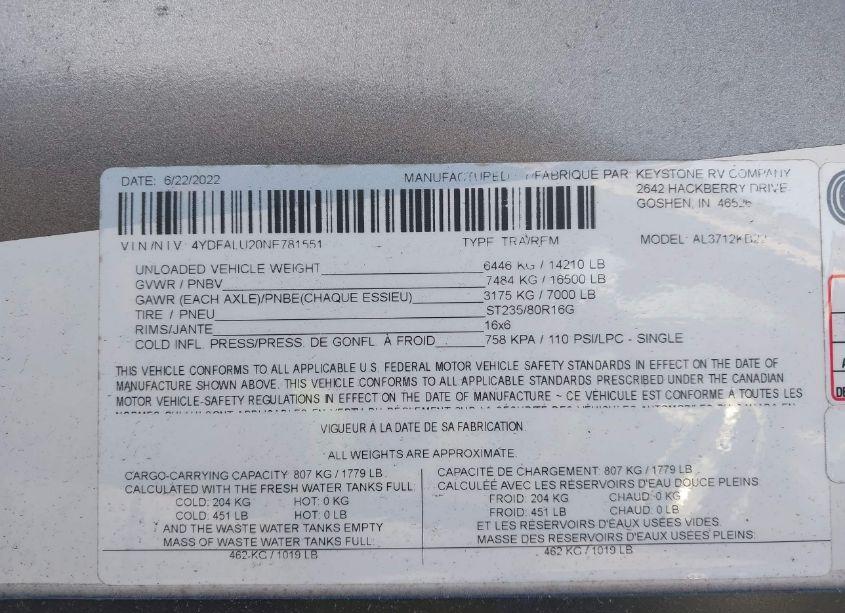 DATE: 6/22/2022
MANUFACTURED / FABRIQUE PAR: KEYSTONE RV COMPANY
2642 HACKBERRY DRIVE
GOSHEN, IN 46526
VIN/NIV: 4YDFALU20NF781551 TYPE TRA/REM MODEL: AL3712KB22
UNLOADED VEHICLE WEIGHT 6446 KG / 14210 LB
GVWR / PNBV 7484 KG / 16500 LB
GAWR (EACH AXLE)/PNBE(CHAQUE ESSIEU) 3175 KG / 7000 LB
TIRE / PNEU ST235/80R16G
RIMS/JANTE 16x6
COLD INFL. PRESS/PRESS. DE GONFL. À FROID 758 KPA / 110 PSI/LPC - SINGLE
THIS VEHICLE CONFORMS TO ALL APPLICABLE U.S. FEDERAL MOTOR VEHICLE SAFETY STANDARDS IN EFFECT ON THE DATE OF
MANUFACTURE SHOWN ABOVE. THIS VEHICLE CONFORMS TO ALL APPLICABLE STANDARDS PRESCRIBED UNDER THE CANADIAN
MOTOR VEHICLE-SAFETY REGULATIONS IN EFFECT ON THE DATE OF MANUFACTURE ~ CE VÉHICULE EST CONFORME À TOUTES LES
VIGUEUR À LA DATE DE SA FABRICATION.
ALL WEIGHTS ARE APPROXIMATE.
CARGO-CARRYING CAPACITY: 807 KG / 1779 LB
CALCULATED WITH THE FRESH WATER TANKS FULL
COLD: 204 KG HOT: 0 KG
COLD: 451 LB HOT: 0 LB
AND THE WASTE WATER TANKS EMPTY
MASS OF WASTE WATER TANKS FULL:
462 KG / 1019 LB
CAPACITÉ DE CHARGEMENT: 807 KG / 1779 LB
CALCULÉE AVEC LES RÉSERVOIRS D'EAU DOUCE PLEINS
FROID: 204 KG CHAUD: 0 KG
FROID: 451 LB CHAUD: 0 LB
ET LES RÉSERVOIRS D'EAUX USÉES VIDES.
MASSE DES RÉSERVOIRS D'EAUX USÉES PLEINS:
462 KG / 1019 LB